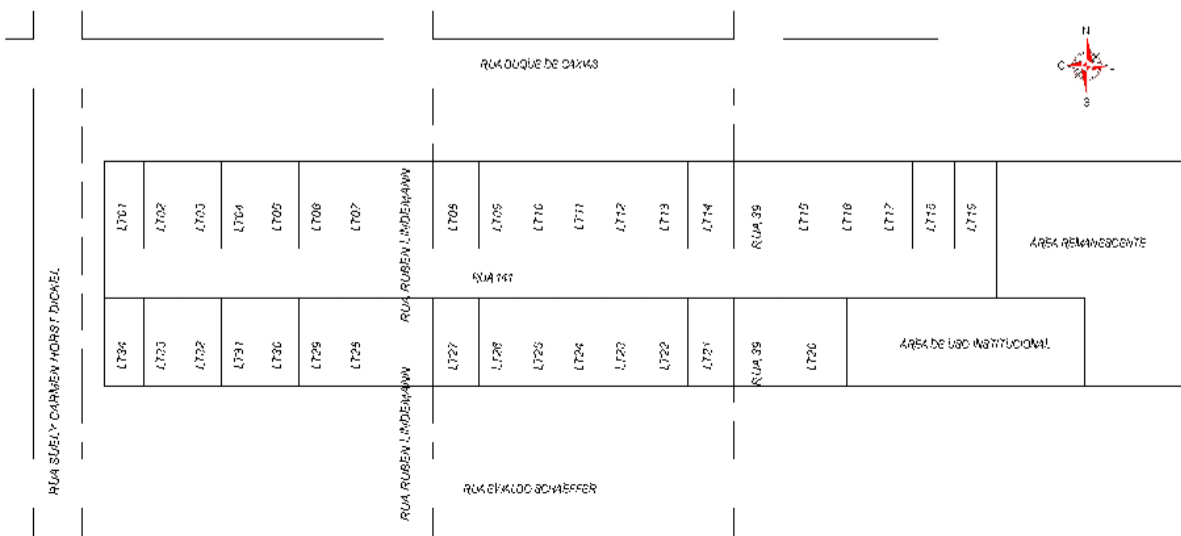 RUA DUQUE DE CAXIAS
N
O
L
S
LT01
LT02
LT03
LT04
LT05
LT06
LT07
RUA RUBEN LINDEMANN
LT08
LT09
LT10
LT11
LT12
LT13
LT14
RUA 39
LT15
LT16
LT17
LT18
LT19
ÁREA REMANESCENTE
RUA 141
RUA SUELY CARMEN HORST DICKEL
LT34
LT33
LT32
LT31
LT30
LT29
LT28
RUA RUBEN LINDEMANN
LT27
LT26
LT25
LT24
LT23
LT22
LT21
RUA 39
LT20
ÁREA DE USO INSTITUCIONAL
RUA EVALDO SCHAEFFER